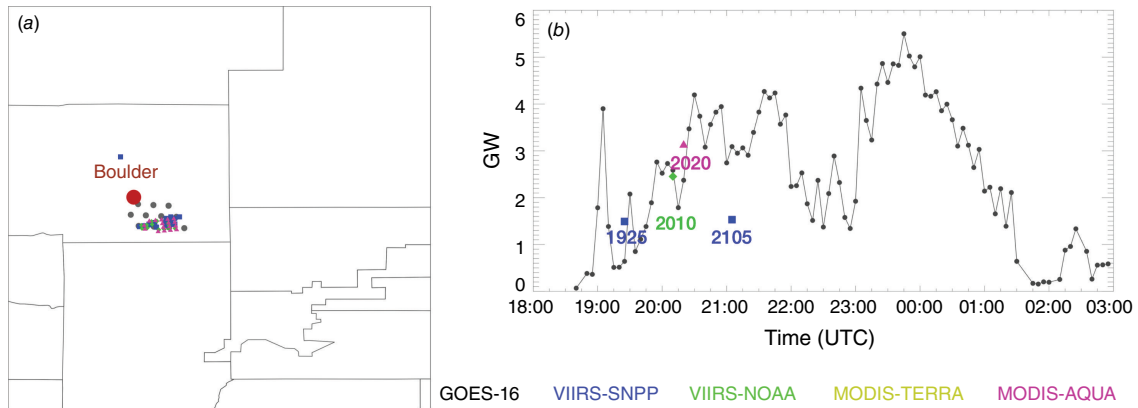 (a)
Boulder
(b)
6
5
4
3
2
1
0
GW
1925
2010
2020
2105
18:00 19:00 20:00 21:00 22:00 23:00 00:00 01:00 02:00 03:00
Time (UTC)
GOES-16 VIIRS-SNPP VIIRS-NOAA MODIS-TERRA MODIS-AQUA